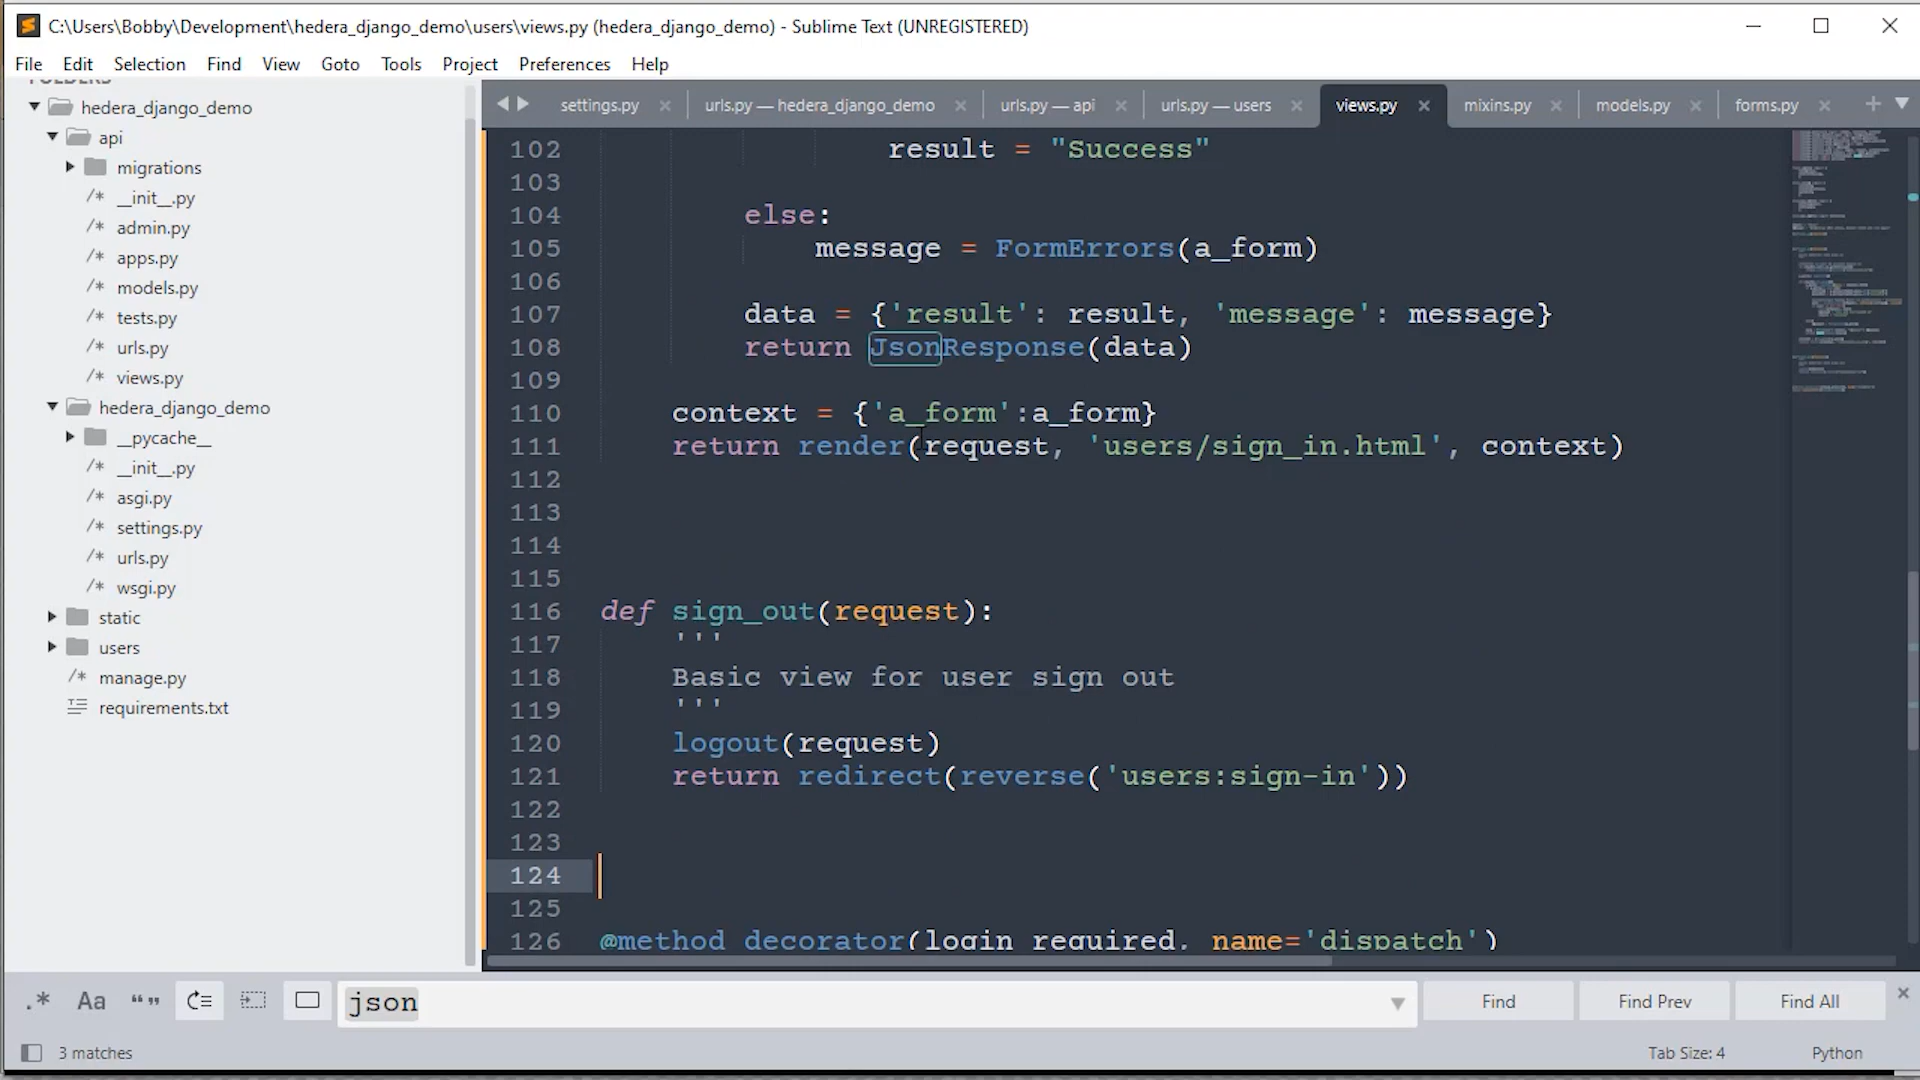 C:\Users\Bobby\Development\hedera_django_demo\users\views.py (hedera_django_demo) - Sublime Text (UNREGISTERED)
File Edit Selection Find View Goto Tools Project Preferences Help
FOLDERS
hedera_django_demo
api
migrations
/* __init__.py
/* admin.py
/* apps.py
/* models.py
/* tests.py
/* urls.py
/* views.py
hedera_django_demo
__pycache__
/* __init__.py
/* asgi.py
/* settings.py
/* urls.py
/* wsgi.py
static
users
/* manage.py
requirements.txt
settings.py urls.py — hedera_django_demo urls.py — api urls.py — users views.py mixins.py models.py forms.py
102 result = "Success"
103
104 else:
105 message = FormErrors(a_form)
106
107 data = {'result': result, 'message': message}
108 return JsonResponse(data)
109
110 context = {'a_form':a_form}
111 return render(request, 'users/sign_in.html', context)
112
113
114
115
116 def sign_out(request):
117 '''
118 Basic view for user sign out
119 '''
120 logout(request)
121 return redirect(reverse('users:sign-in'))
122
123
124
125
126 @method_decorator(login_required, name='dispatch')
.* Aa “” json Find Find Prev Find All
3 matches Tab Size: 4 Python